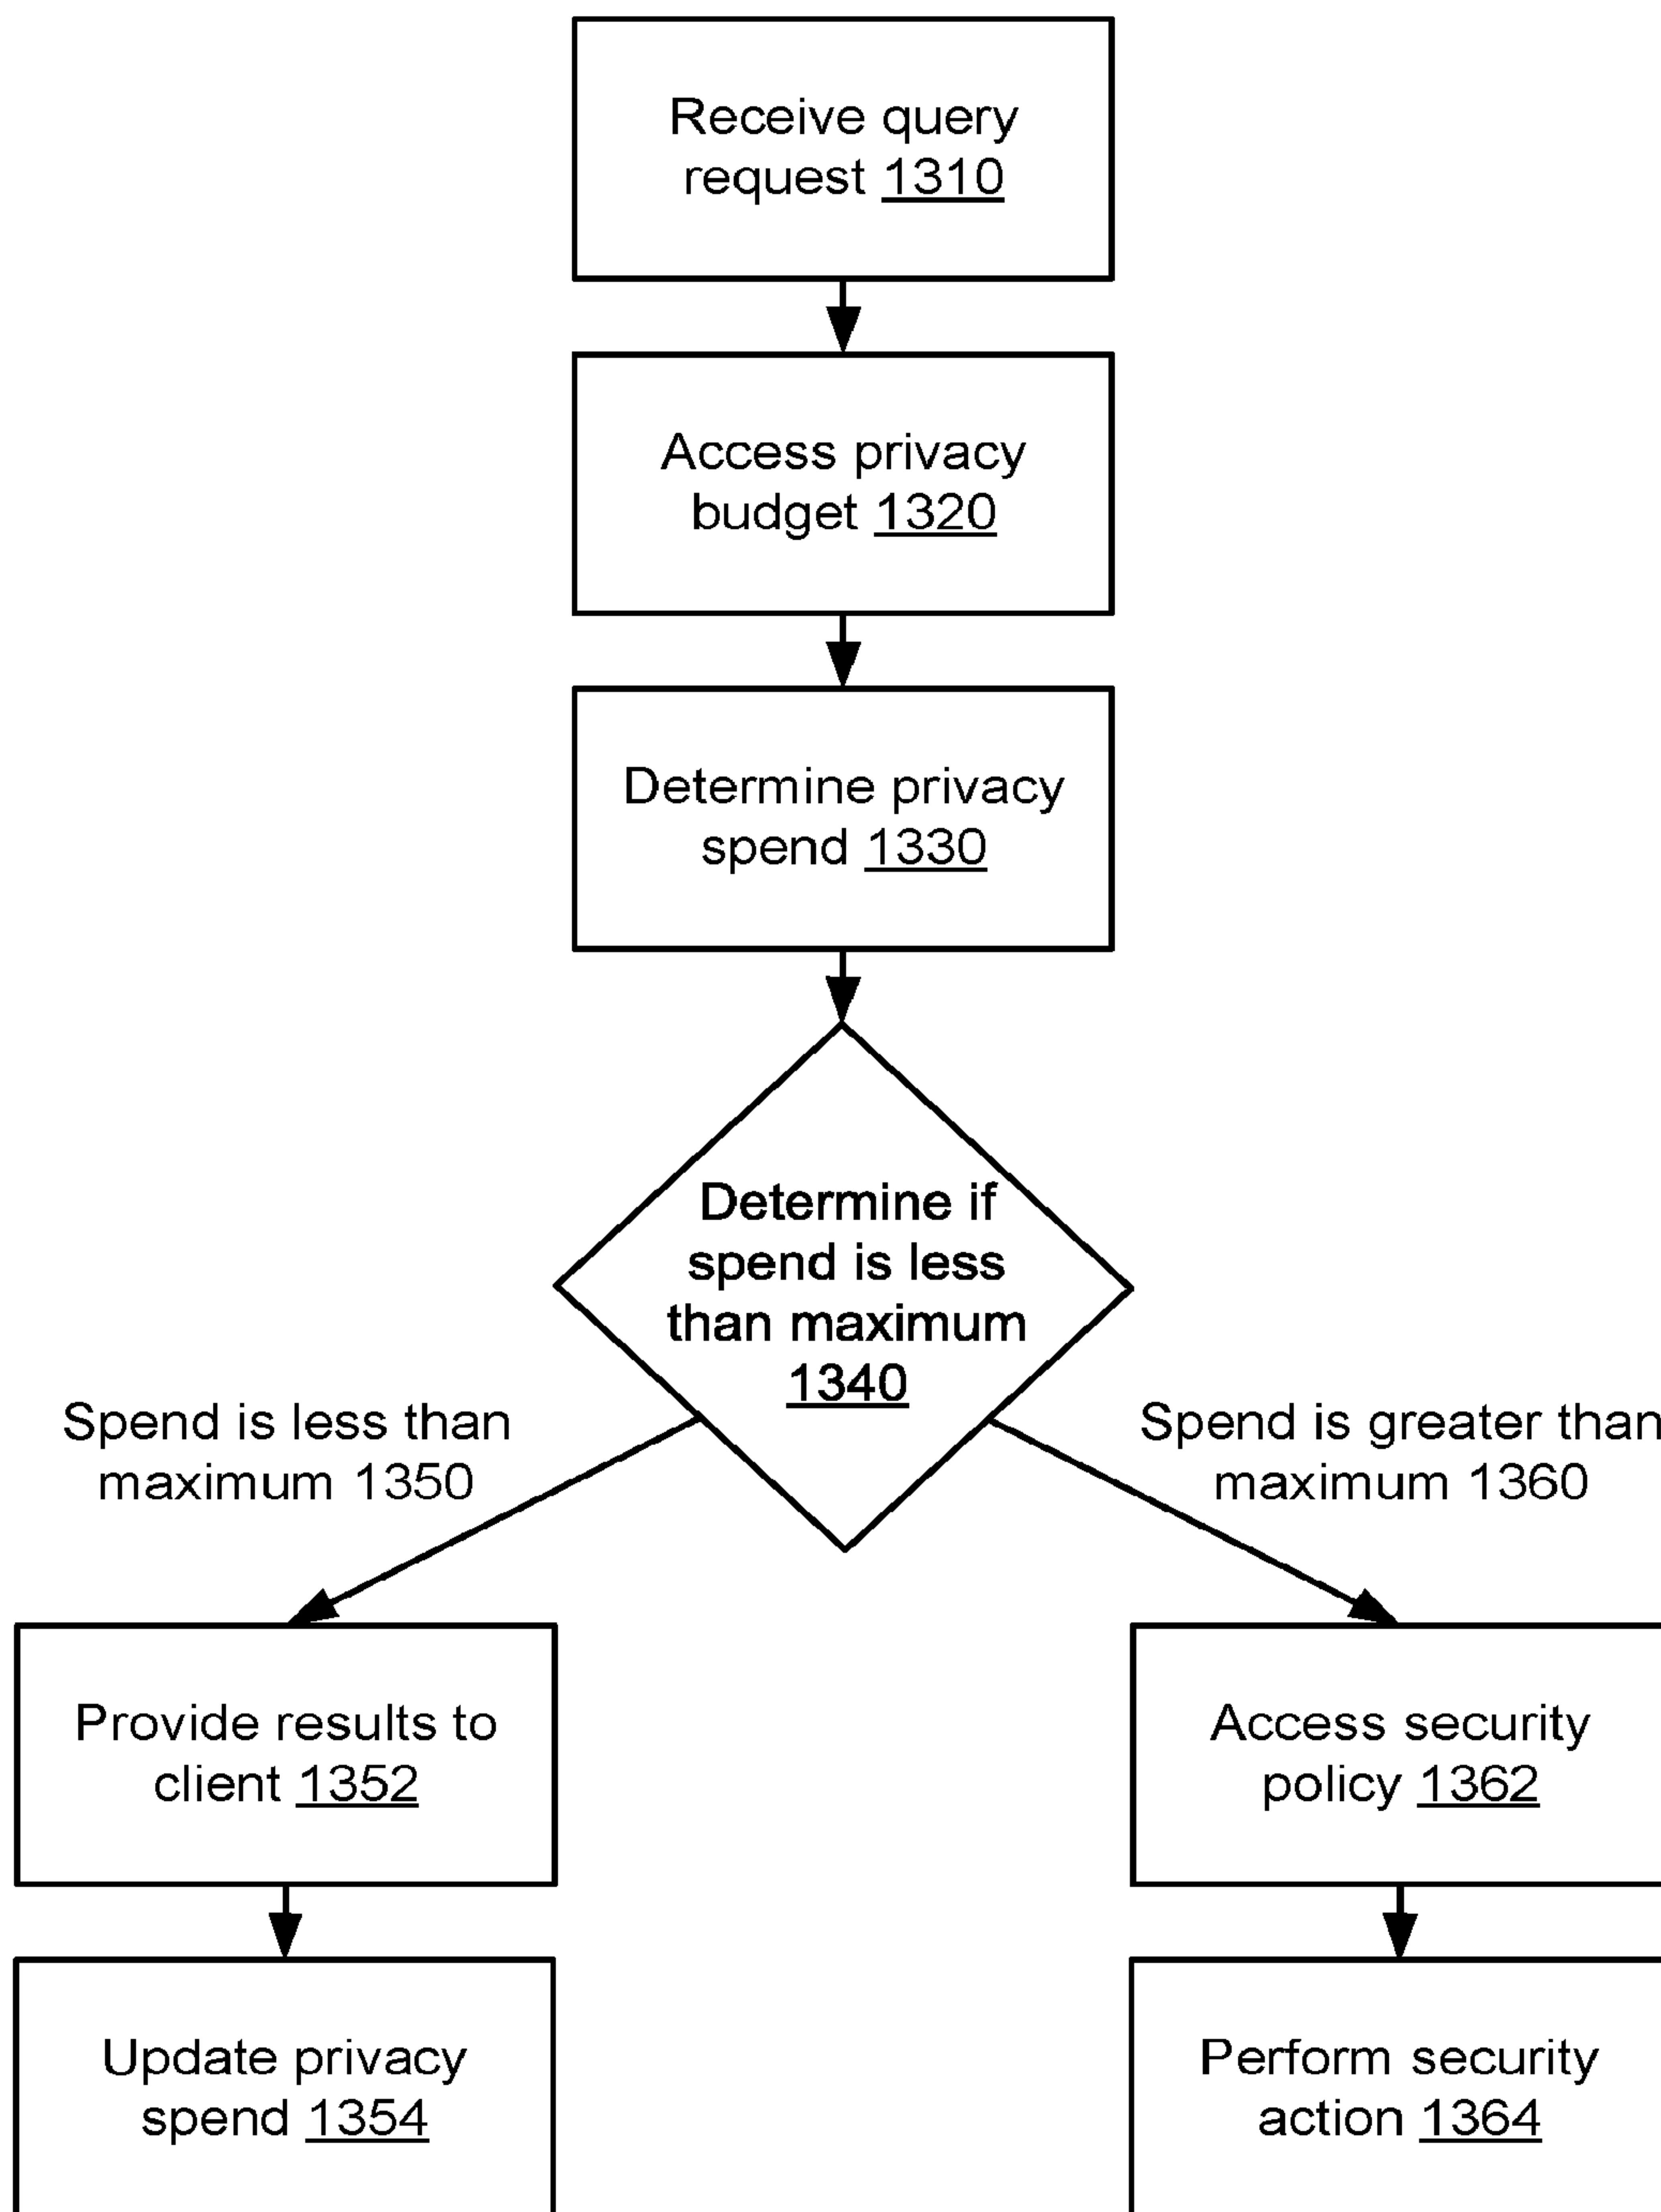 Receive query
request 1310
Access privacy
budget 1320
Determine privacy
spend 1330
Determine if
spend is less
than maximum
1340
Spend is less than
maximum 1350
Spend is greater than
maximum 1360
Provide results to
client 1352
Access security
policy 1362
Update privacy
spend 1354
Perform security
action 1364